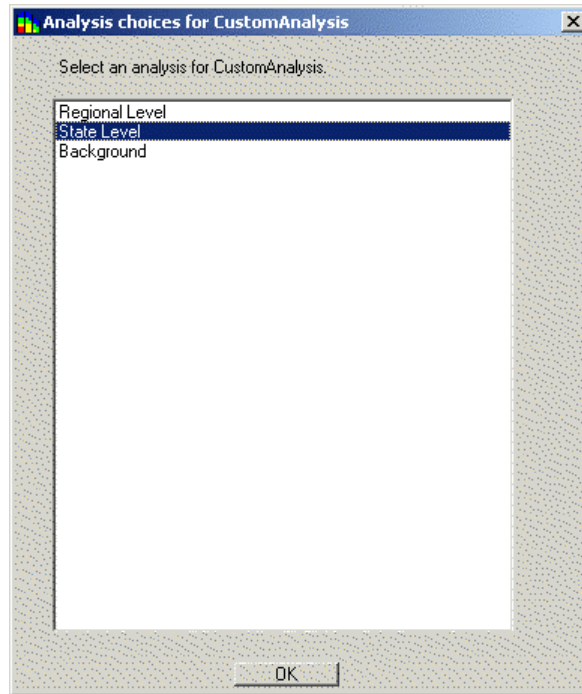 Analysis choices for CustomAnalysis
Select an analysis for CustomAnalysis.
Regional Level
State Level
Background
OK